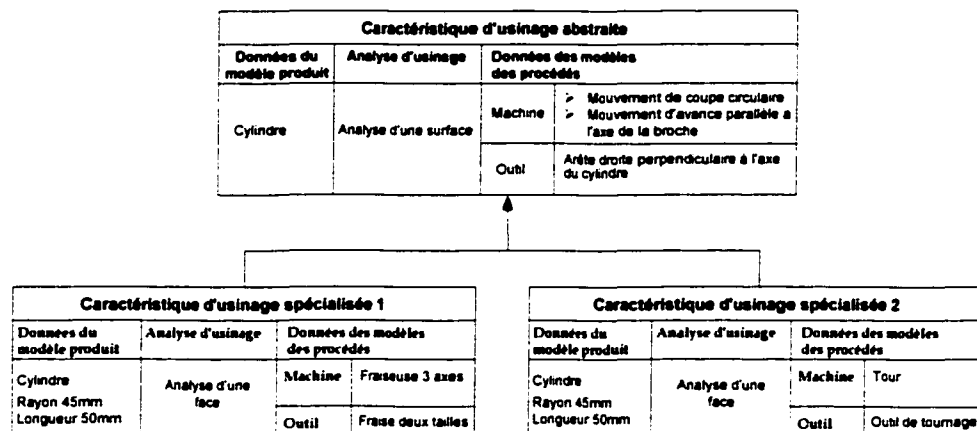 Caractéristique d'usinage abstraite
Données du modèle produit
Analyse d'usinage
Données des modèles des procédés
Cylindre
Analyse d'une surface
Machine
➢ Mouvement de coupe circulaire
➢ Mouvement d'avance parallèle a l'axe de la broche
Outil
Arête droite perpendiculaire à l'axe du cylindre
Caractéristique d'usinage spécialisée 1
Données du modèle produit
Analyse d'usinage
Données des modèles des procédés
Cylindre
Rayon 45mm
Longueur 50mm
Analyse d'une face
Machine
Fraiseuse 3 axes
Outil
Fraise deux tailles
Caractéristique d'usinage spécialisée 2
Données du modèle produit
Analyse d'usinage
Données des modèles des procédés
Cylindre
Rayon 45mm
Longueur 50mm
Analyse d'une face
Machine
Tour
Outil
Outil de tournage